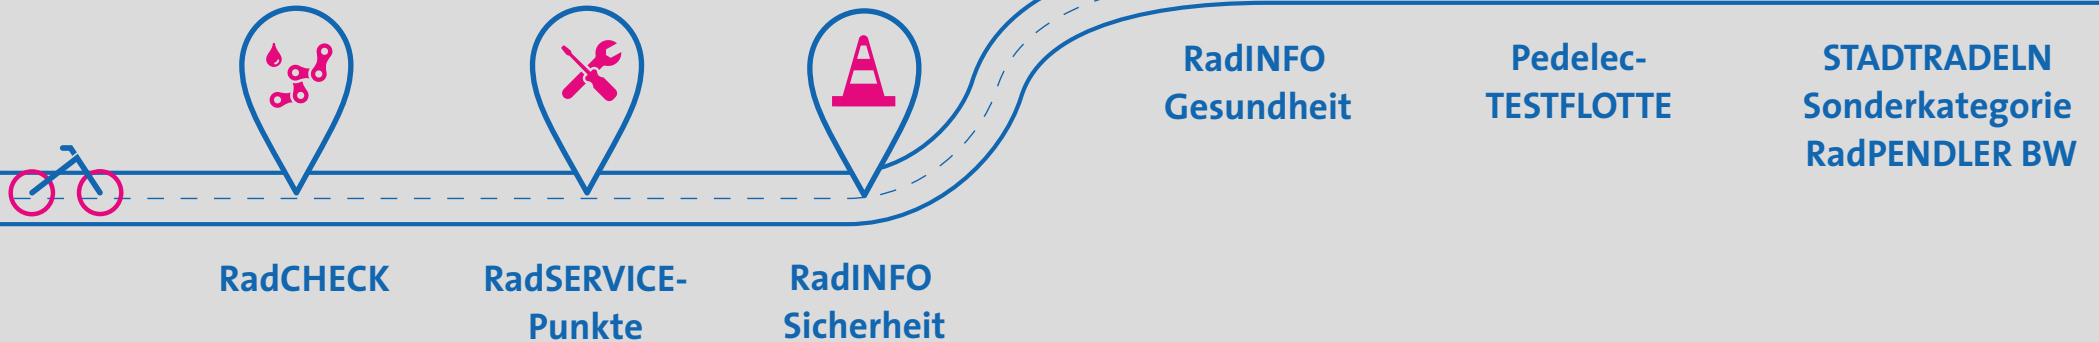 RadCHECK
RadSERVICE-
Punkte
RadINFO
Sicherheit
RadINFO
Gesundheit
Pedelec-
TESTFLOTTE
STADTRADELN
Sonderkategorie
RadPENDLER BW